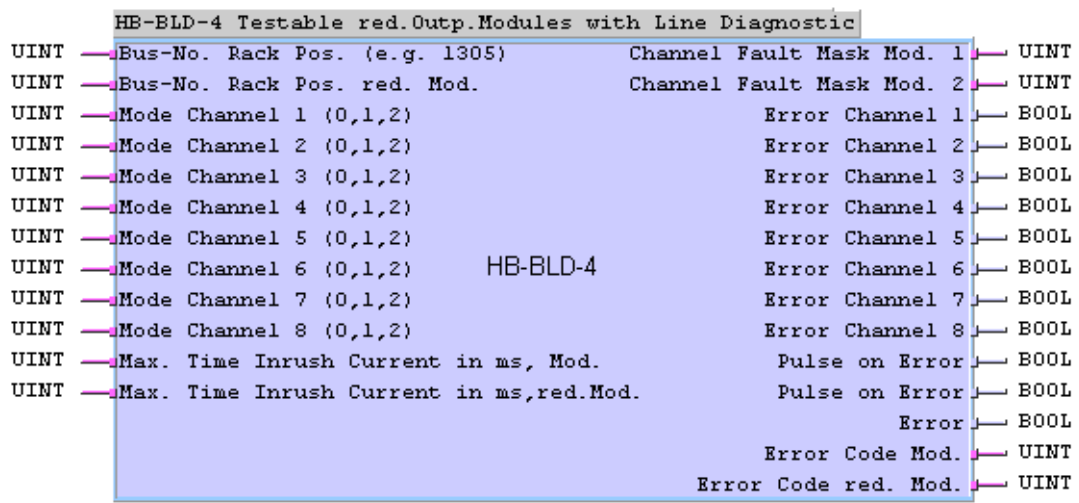 HB-BLD-4 Testable red.Outp.Modules with Line Diagnostic
UINT Bus-No. Rack Pos. (e.g. 1305) Channel Fault Mask Mod. 1 UINT
UINT Bus-No. Rack Pos. red. Mod. Channel Fault Mask Mod. 2 UINT
UINT Mode Channel 1 (0,1,2) Error Channel 1 BOOL
UINT Mode Channel 2 (0,1,2) Error Channel 2 BOOL
UINT Mode Channel 3 (0,1,2) Error Channel 3 BOOL
UINT Mode Channel 4 (0,1,2) Error Channel 4 BOOL
UINT Mode Channel 5 (0,1,2) Error Channel 5 BOOL
UINT Mode Channel 6 (0,1,2) HB-BLD-4 Error Channel 6 BOOL
UINT Mode Channel 7 (0,1,2) Error Channel 7 BOOL
UINT Mode Channel 8 (0,1,2) Error Channel 8 BOOL
UINT Max. Time Inrush Current in ms, Mod. Pulse on Error BOOL
UINT Max. Time Inrush Current in ms,red.Mod. Pulse on Error BOOL
Error BOOL
Error Code Mod. UINT
Error Code red. Mod. UINT